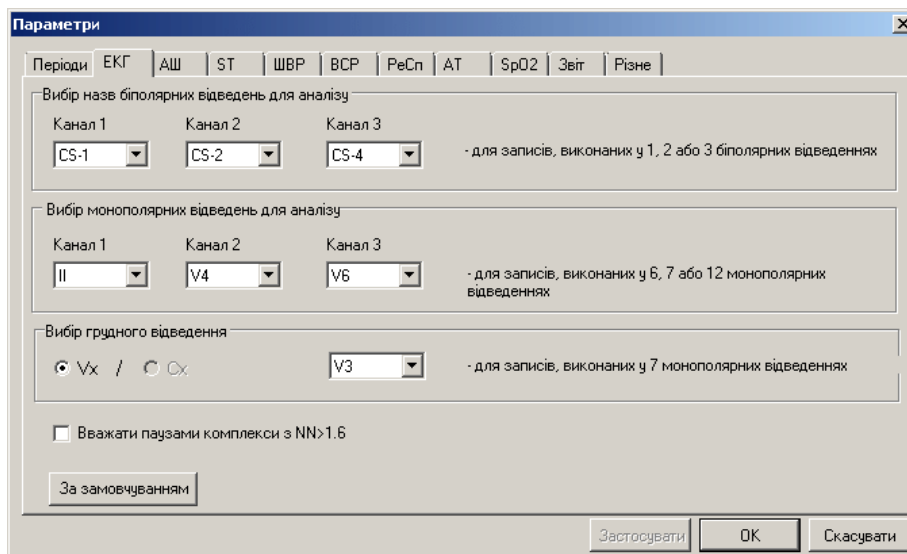 Параметри
Періоди ЕКГ АШ ST ШВР ВСР РеСп АТ SpO2 Звіт Різне
Вибір назв біполярних відведень для аналізу
Канал 1 Канал 2 Канал 3
CS-1 CS-2 CS-4 - для записів, виконаних у 1, 2 або 3 біполярних відведеннях
Вибір монополярних відведень для аналізу
Канал 1 Канал 2 Канал 3
II V4 V6 - для записів, виконаних у 6, 7 або 12 монополярних
відведеннях
Вибір грудного відведення
Vx / Cx V3 - для записів, виконаних у 7 монополярних відведеннях
Вважати паузами комплекси з NN>1.6
За замовчуванням
Застосувати OK Скасувати